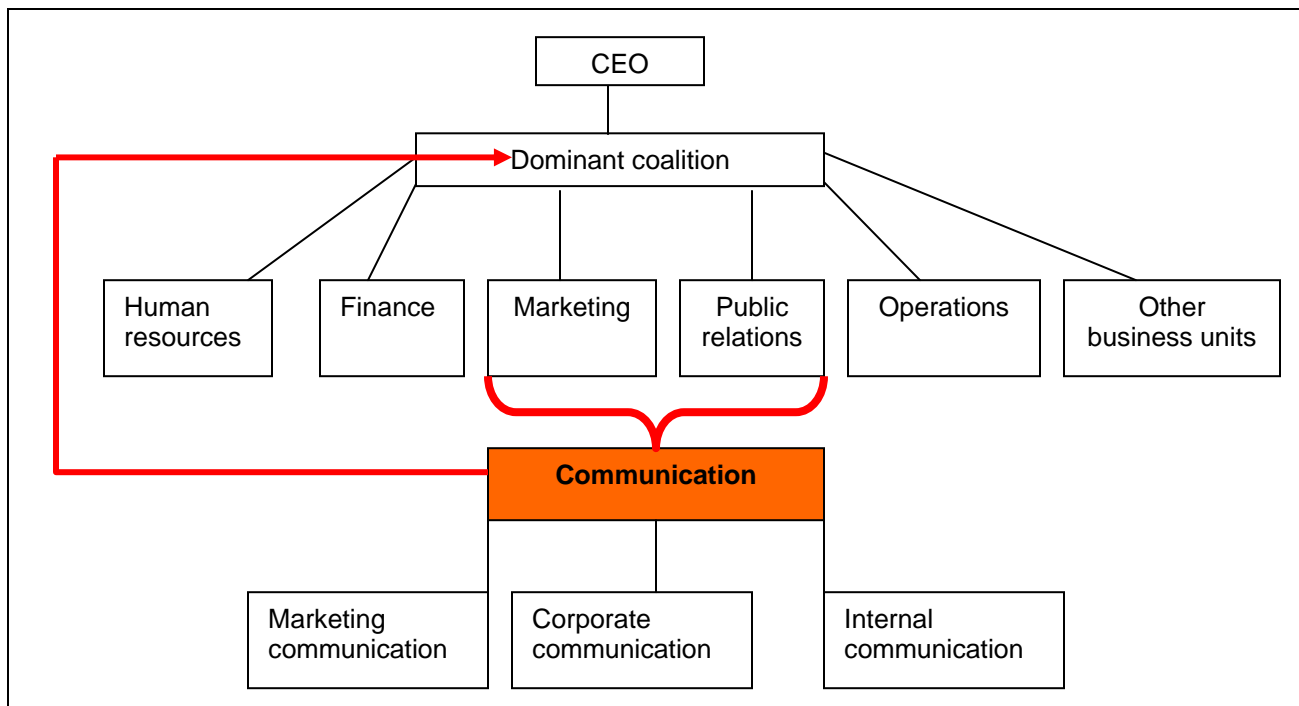 CEO
Dominant coalition
Human
resources
Finance
Marketing
Public
relations
Operations
Other
business units
Communication
Marketing
communication
Corporate
communication
Internal
communication